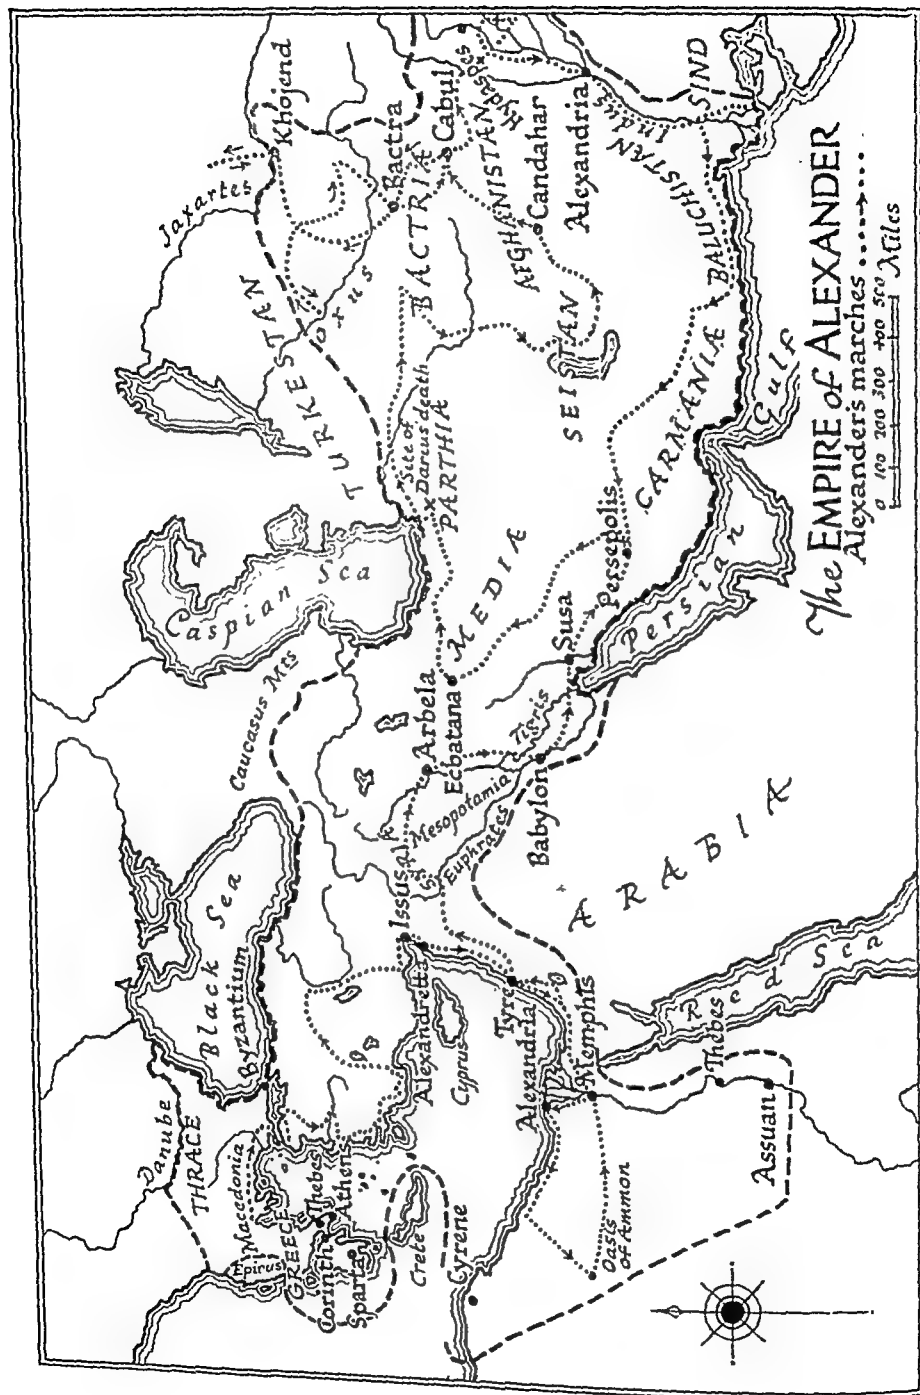 The EMPIRE of ALEXANDER
Alexander's marches
0 100 200 300 400 500 Miles
Danube
THRACE
Macedonia
Epirus
GREECE
Thebes
Athens
Corinth
Sparta
Crete
Cyrene
Black Sea
Byzantium
Caucasus Mts
Caspian Sea
TURKESTAN
Jaxartes
Khojend
Oxus
Bactra
BACTRIA
Cabul
Hydaspes
AFGHANISTAN
Candahar
Alexandria
Indus
SIND
BALUCHISTAN
SEISTAN
Site of
Darius' death
PARTHIA
MEDIA
CARMANIA
Persepolis
Susa
Persian Gulf
Arbela
Ecbatana
Tigris
Mesopotamia
Euphrates
Babylon
Issus
Alexandretta
Cyprus
Tyre
Alexandria
Memphis
ARABIA
Red Sea
Thebes
Assuan
Oasis
of Ammon